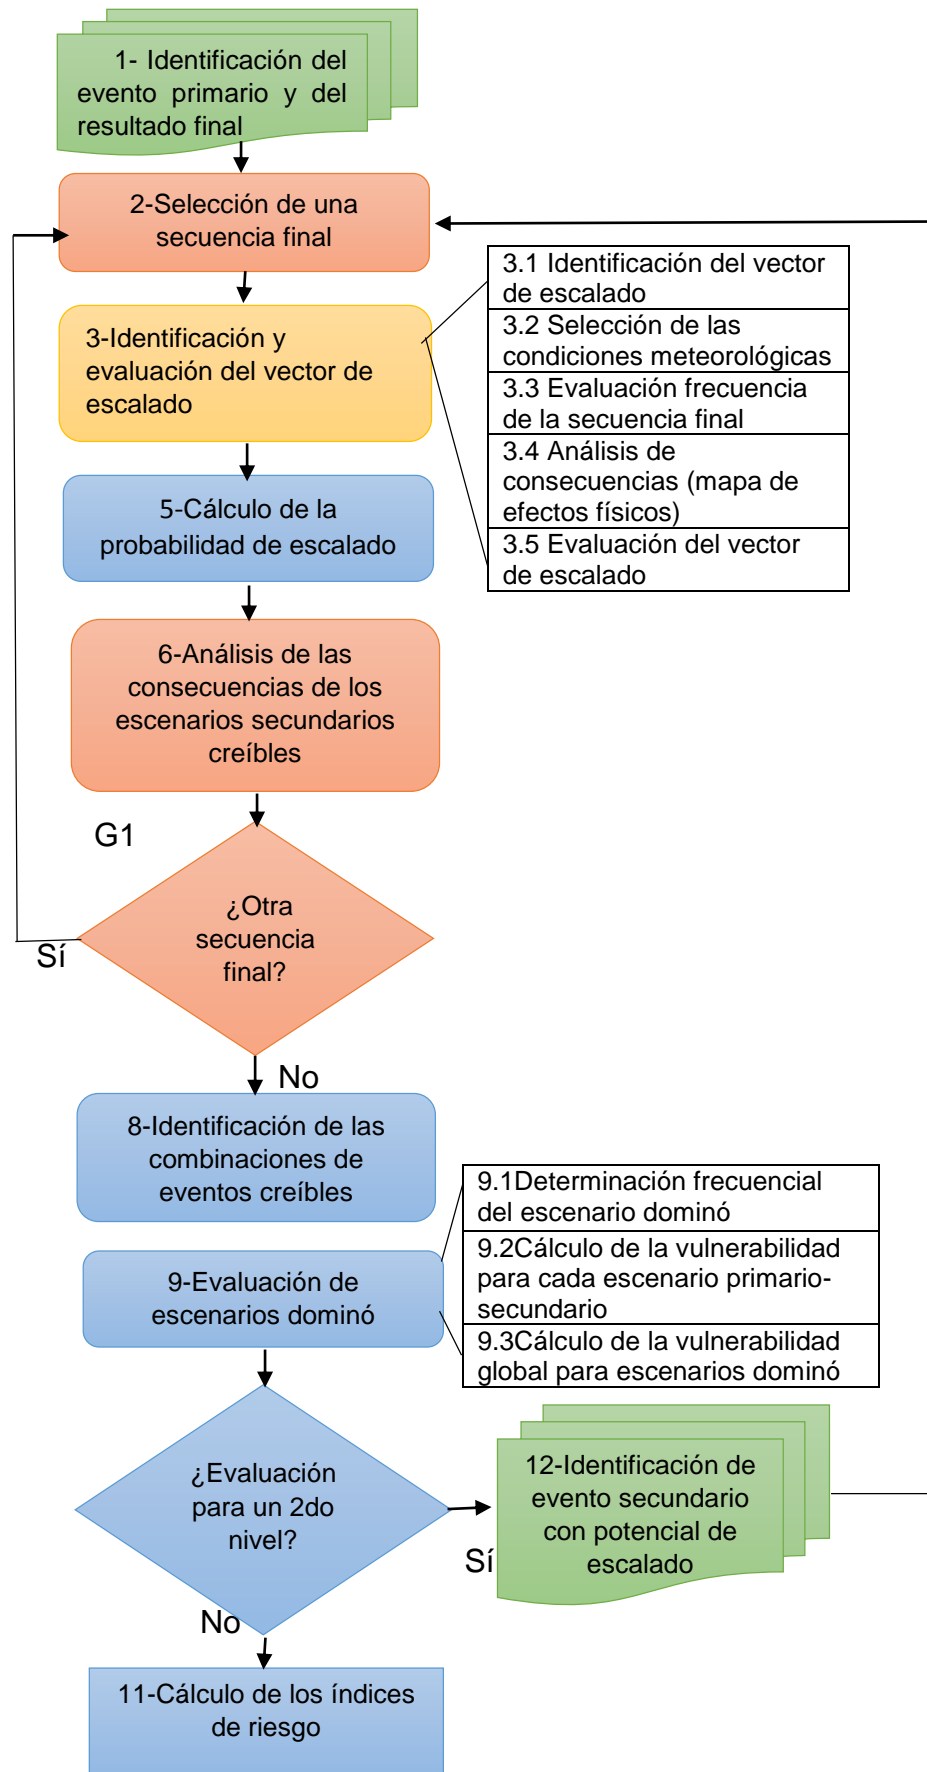 1- Identificación del
evento primario y del
resultado final
2-Selección de una
secuencia final
3-Identificación y
evaluación del vector de
escalado
3.1 Identificación del vector
de escalado
3.2 Selección de las
condiciones meteorológicas
3.3 Evaluación frecuencia
de la secuencia final
3.4 Análisis de
consecuencias (mapa de
efectos físicos)
3.5 Evaluación del vector
de escalado
5-Cálculo de la
probabilidad de escalado
6-Análisis de las
consecuencias de los
escenarios secundarios
creíbles
G1
¿Otra
secuencia
final?
Sí
No
8-Identificación de las
combinaciones de
eventos creíbles
9-Evaluación de
escenarios dominó
9.1Determinación frecuencial
del escenario dominó
9.2Cálculo de la vulnerabilidad
para cada escenario primario-
secundario
9.3Cálculo de la vulnerabilidad
global para escenarios dominó
¿Evaluación
para un 2do
nivel?
Sí
12-Identificación de
evento secundario
con potencial de
escalado
No
11-Cálculo de los índices
de riesgo